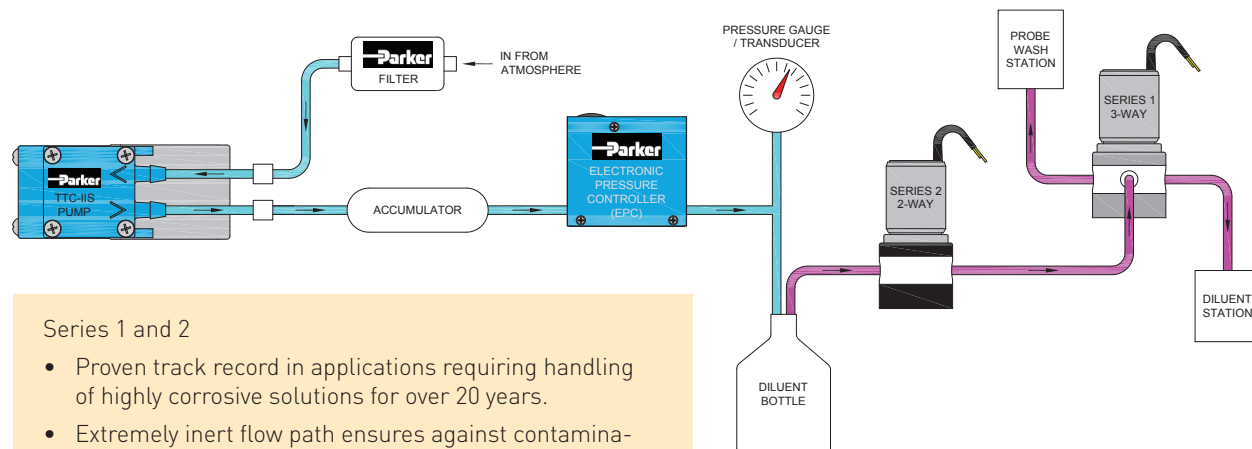 PRESSURE GAUGE
/ TRANSDUCER
PROBE
WASH
STATION
Parker
FILTER
IN FROM
ATMOSPHERE
SERIES 1
3-WAY
Parker
ELECTRONIC
PRESSURE
CONTROLLER
(EPC)
SERIES 2
2-WAY
Parker
TTC-IIS
PUMP
ACCUMULATOR
DILUENT
STATION
DILUENT
BOTTLE
Series 1 and 2
• Proven track record in applications requiring handling
of highly corrosive solutions for over 20 years.
• Extremely inert flow path ensures against contamina-